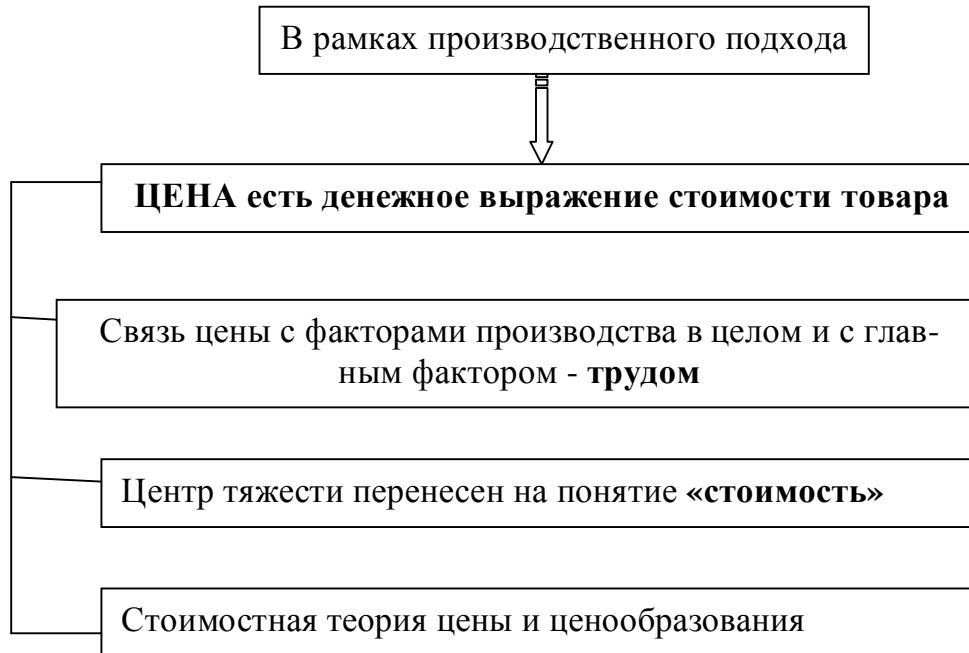 В рамках производственного подхода
ЦЕНА есть денежное выражение стоимости товара
Связь цены с факторами производства в целом и с глав-
ным фактором - трудом
Центр тяжести перенесен на понятие «стоимость»
Стоимостная теория цены и ценообразования